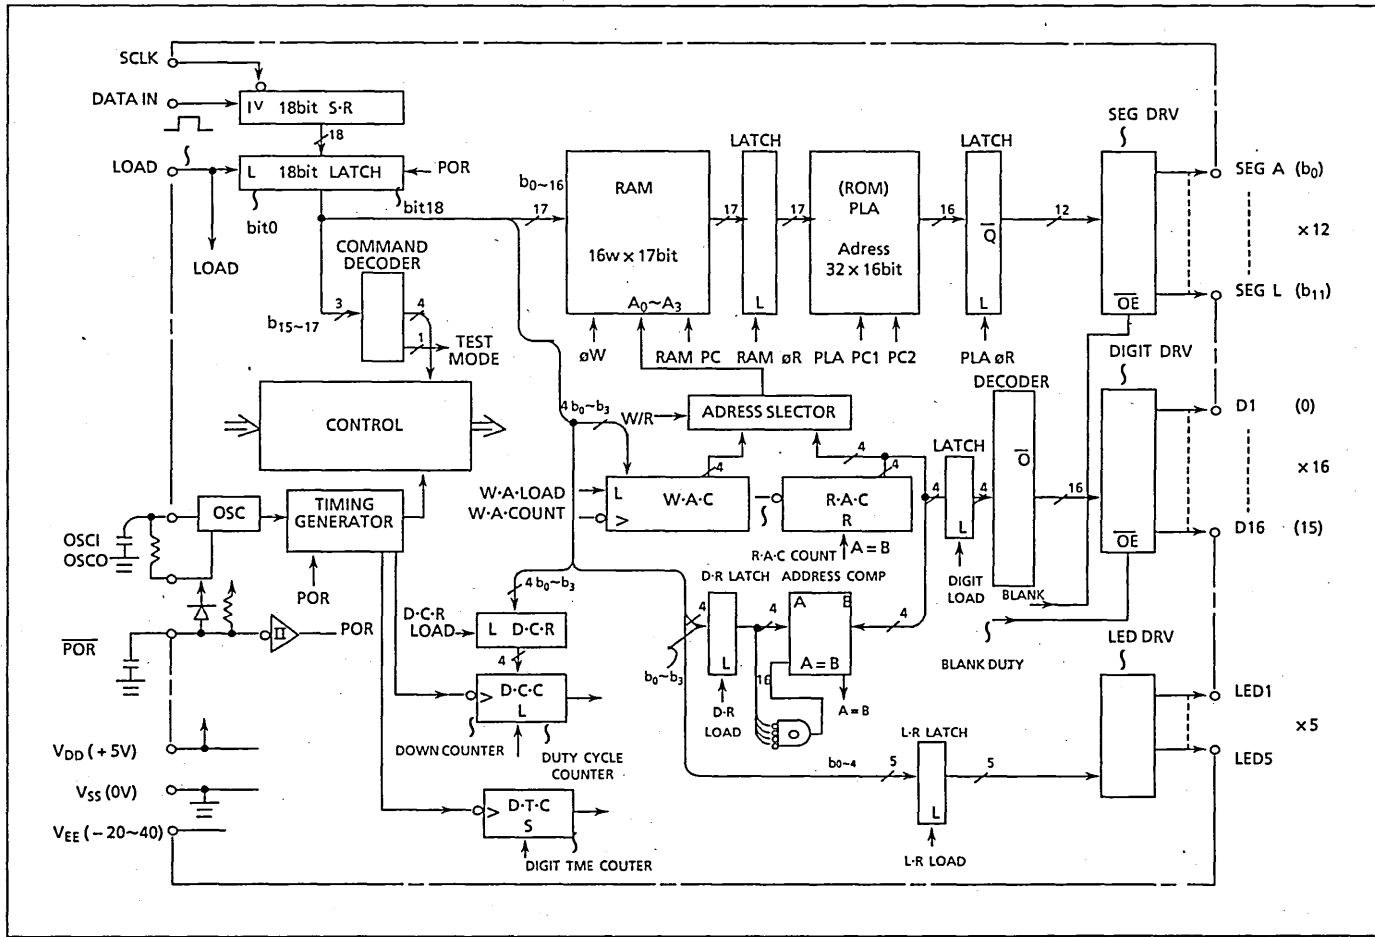 SCLK
DATA IN
LOAD
V 18bit S·R
18
L 18bit LATCH
POR
bit0
bit18
LOAD
COMMAND
DECODER
3
4
1
b15~17
TEST
MODE
CONTROL
b0~16
17
RAM
16w x 17bit
A0~A3
øW
RAM PC
17
LATCH
L
RAM øR
17
(ROM)
PLA
Adress
32 x 16bit
PLA PC1
PC2
16
LATCH
Q
L
PLA øR
12
SEG DRV
OE
SEG A (b0)
x 12
SEG L (b11)
W/R
ADRESS SLECTOR
4 b0~b3
W·A·LOAD
W·A·COUNT
L W·A·C
>
4
4
4
R·A·C
R
R·A·C COUNT
A = B
4
LATCH
L
DIGIT
LOAD
4
DECODER
O
16
BLANK
DIGIT DRV
OE
D1 (0)
x 16
D16 (15)
BLANK DUTY
OSC
TIMING
GENERATOR
OSCI
OSCO
POR
POR
II
POR
4 b0~b3
D·C·R
LOAD
L D·C·R
4
> D·C·C
L
DOWN COUNTER
DUTY CYCLE
COUNTER
> D·T·C
S
DIGIT TME COUTER
D·R LATCH
4
b0~b3
L
D·R
LOAD
4
16
ADDRESS COMP
A B
A = B
4
A = B
L·R LATCH
b0~4
5
L
L·R LOAD
5
LED DRV
LED1
x 5
LED5
VDD (+5V)
VSS (0V)
VEE (−20~40)